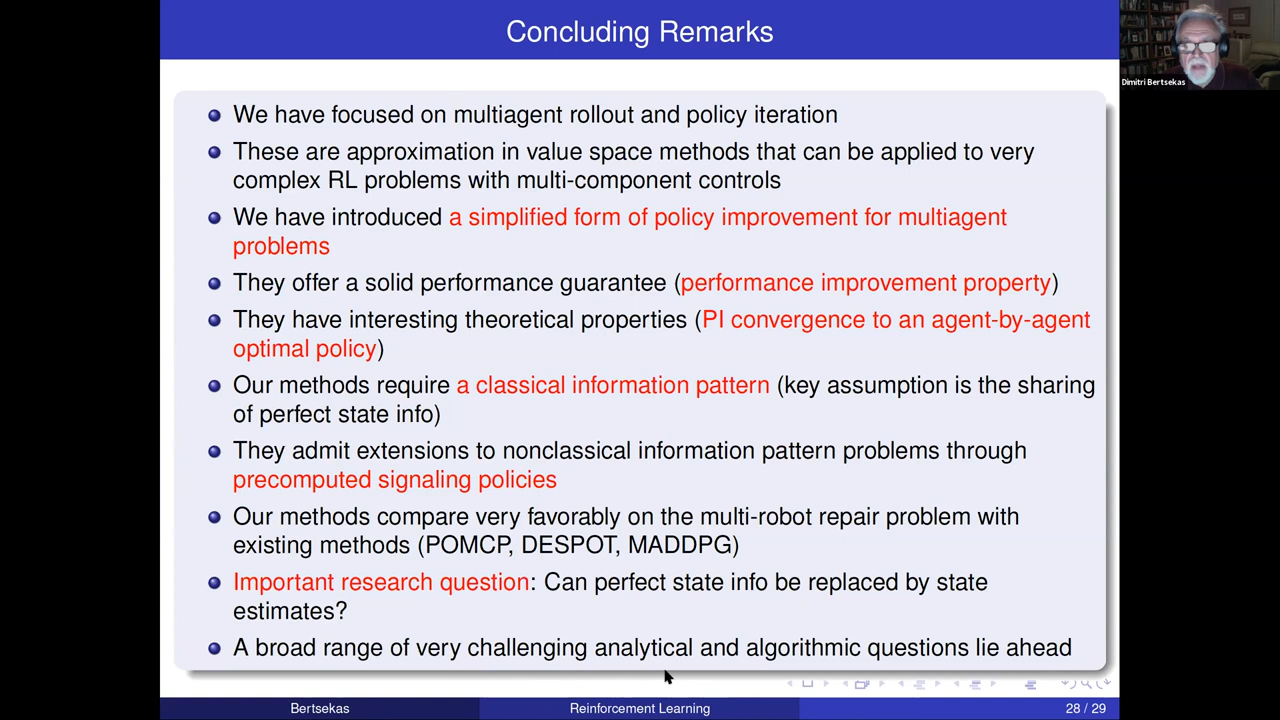 Concluding Remarks
Dimitri Bertsekas
We have focused on multiagent rollout and policy iteration
These are approximation in value space methods that can be applied to very
complex RL problems with multi-component controls
We have introduced a simplified form of policy improvement for multiagent
problems
They offer a solid performance guarantee (performance improvement property)
They have interesting theoretical properties (PI convergence to an agent-by-agent
optimal policy)
Our methods require a classical information pattern (key assumption is the sharing
of perfect state info)
They admit extensions to nonclassical information pattern problems through
precomputed signaling policies
Our methods compare very favorably on the multi-robot repair problem with
existing methods (POMCP, DESPOT, MADDPG)
Important research question: Can perfect state info be replaced by state
estimates?
A broad range of very challenging analytical and algorithmic questions lie ahead
Bertsekas
Reinforcement Learning
28 / 29